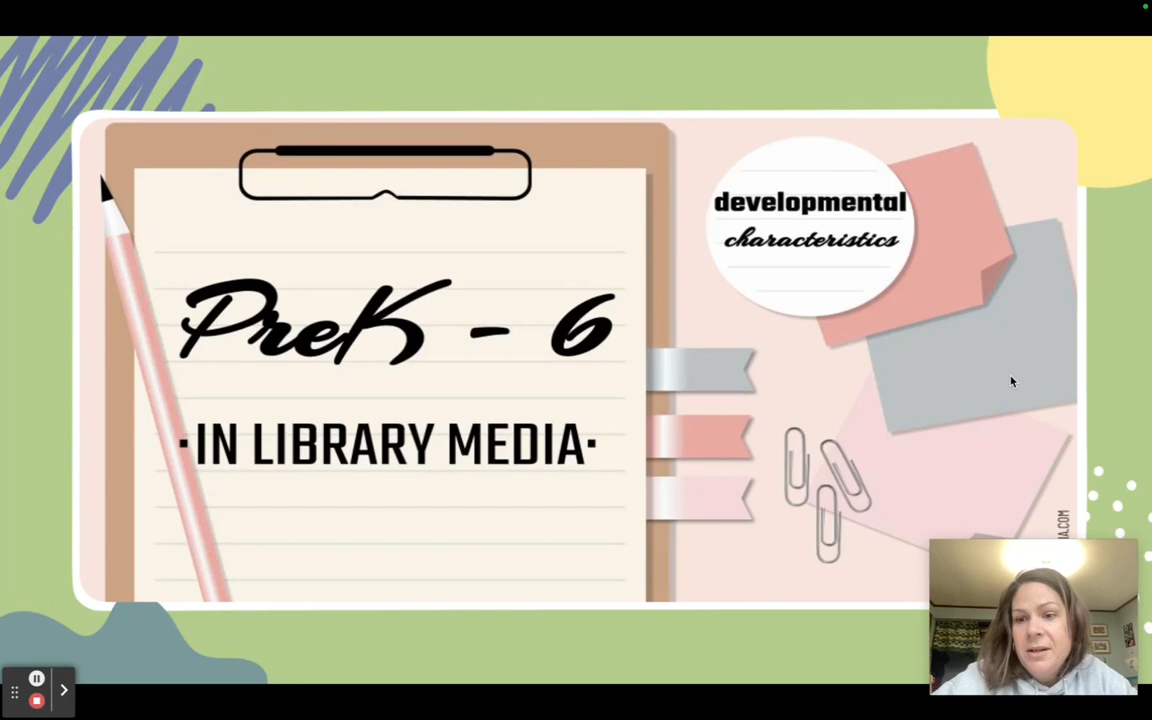 developmental
characteristics
PreK - 6
·IN LIBRARY MEDIA·